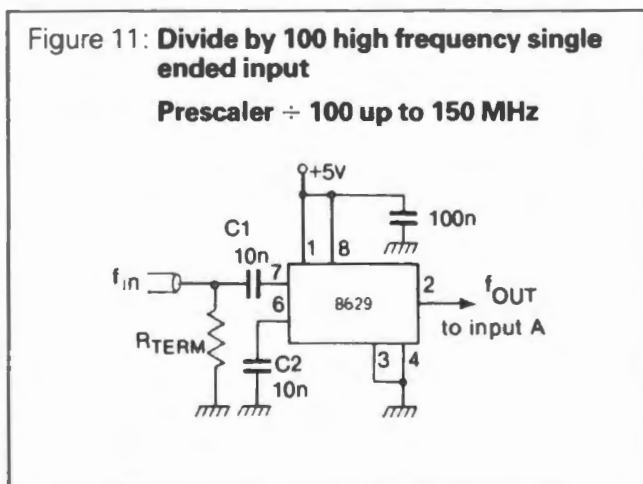 Figure 11: Divide by 100 high frequency single
ended input
Prescaler ÷ 100 up to 150 MHz
+5v
100n
C1
10n
1 8
fin
7
6
8629
2
fOUT
to input A
RTERM
C2
10n
3 4